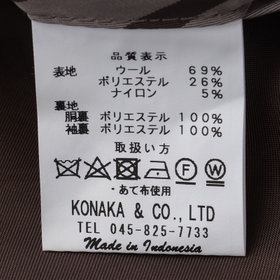 品質表示
表地 ウール 69%
ポリエステル 26%
ナイロン 5%
裏地
胴裏 ポリエステル 100%
袖裏 ポリエステル 100%
取扱い方
F W
・あて布使用
KONAKA & CO., LTD
TEL 045-825-7733
Made in Indonesia